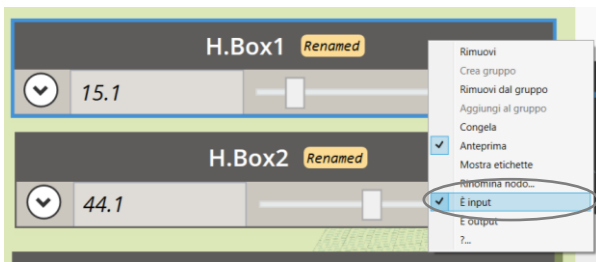 H.Box1 Renamed
15.1
H.Box2 Renamed
44.1
Rimuovi
Crea gruppo
Rimuovi dal gruppo
Aggiungi al gruppo
Congela
Anteprima
Mostra etichette
Rinomina nodo...
È input
È output
?...